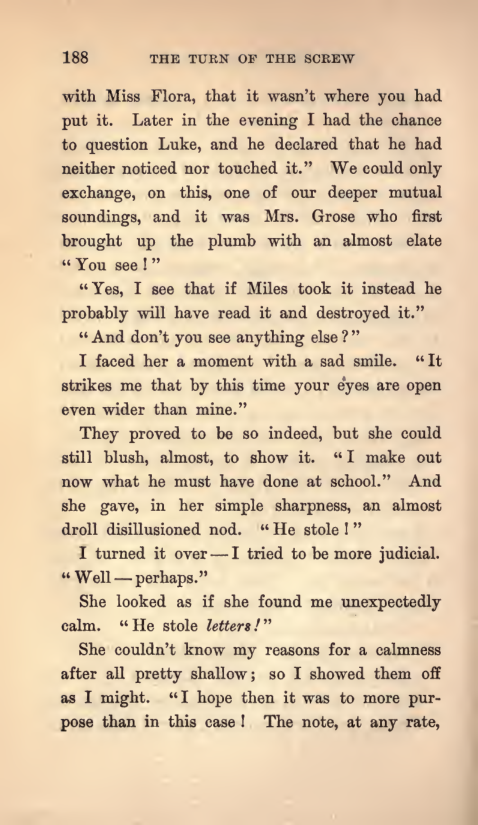 188 THE TURN OF THE SCREW
with Miss Flora, that it wasn't where you had
put it. Later in the evening I had the chance
to question Luke, and he declared that he had
neither noticed nor touched it." We could only
exchange, on this, one of our deeper mutual
soundings, and it was Mrs. Grose who first
brought up the plumb with an almost elate
"You see!"
"Yes, I see that if Miles took it instead he
probably will have read it and destroyed it."
"And don't you see anything else?"
I faced her a moment with a sad smile. "It
strikes me that by this time your eyes are open
even wider than mine."
They proved to be so indeed, but she could
still blush, almost, to show it. "I make out
now what he must have done at school." And
she gave, in her simple sharpness, an almost
droll disillusioned nod. "He stole!"
I turned it over—I tried to be more judicial.
"Well—perhaps."
She looked as if she found me unexpectedly
calm. "He stole letters!"
She couldn't know my reasons for a calmness
after all pretty shallow; so I showed them off
as I might. "I hope then it was to more pur-
pose than in this case! The note, at any rate,